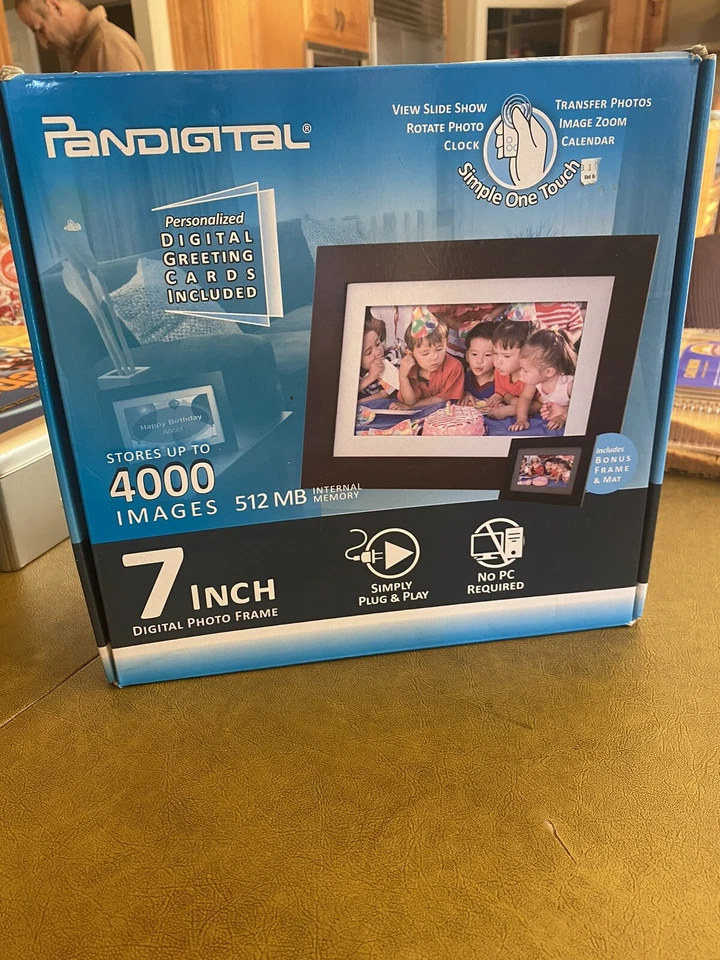 PANDIGITAL®
VIEW SLIDE SHOW
ROTATE PHOTO
CLOCK
TRANSFER PHOTOS
IMAGE ZOOM
CALENDAR
Simple One Touch
Personalized
DIGITAL
GREETING
CARDS
INCLUDED
Happy Birthday
STORES UP TO
4000
IMAGES
512 MB INTERNAL
MEMORY
includes
BONUS
FRAME
& MAT
7 INCH
DIGITAL PHOTO FRAME
SIMPLY
PLUG & PLAY
NO PC
REQUIRED